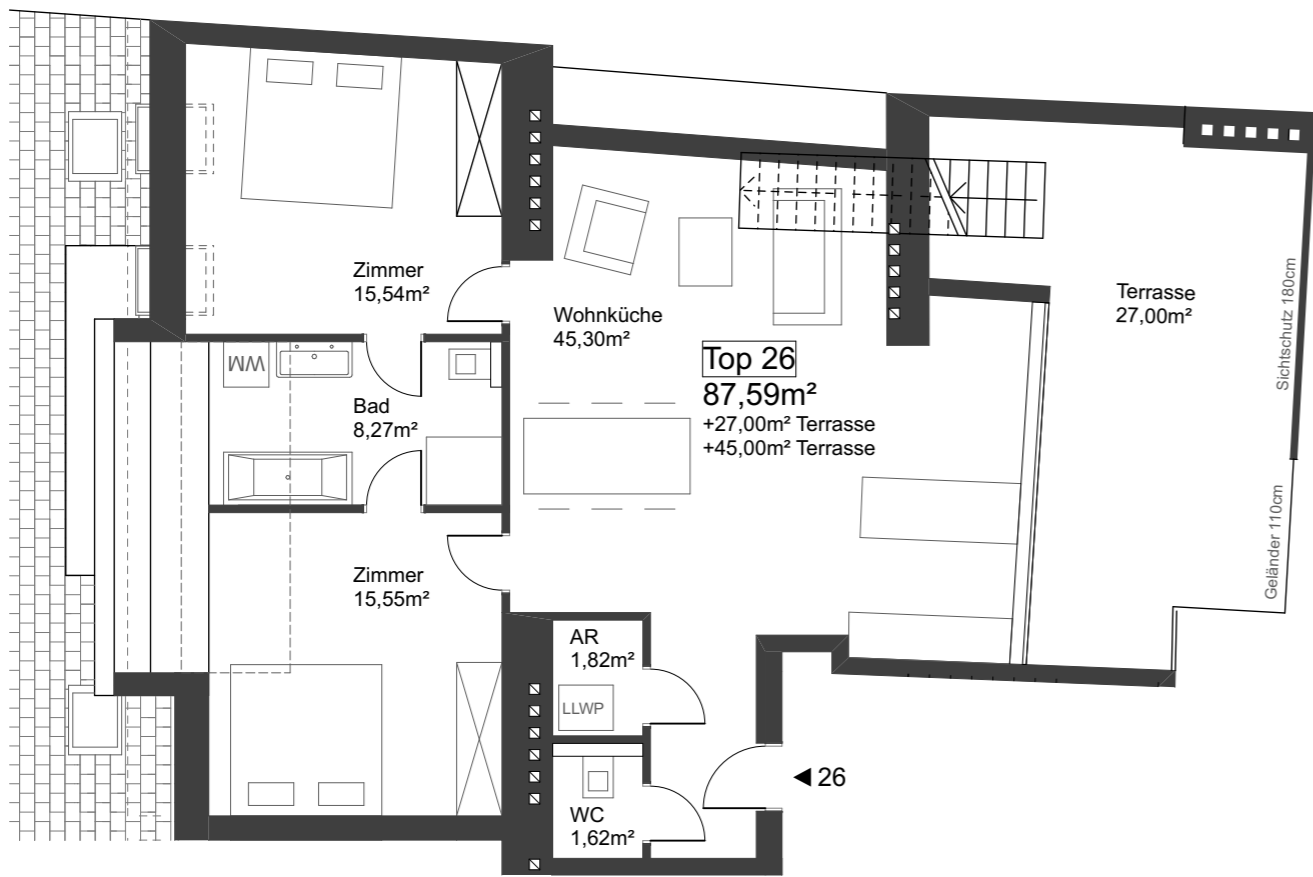 Zimmer
15,54m²
Wohnküche
45,30m²
Terrasse
27,00m²
Sichtschutz 180cm
Top 26
87,59m²
+27,00m² Terrasse
+45,00m² Terrasse
WM
Bad
8,27m²
Geländer 110cm
Zimmer
15,55m²
AR
1,82m²
LLWP
26
WC
1,62m²